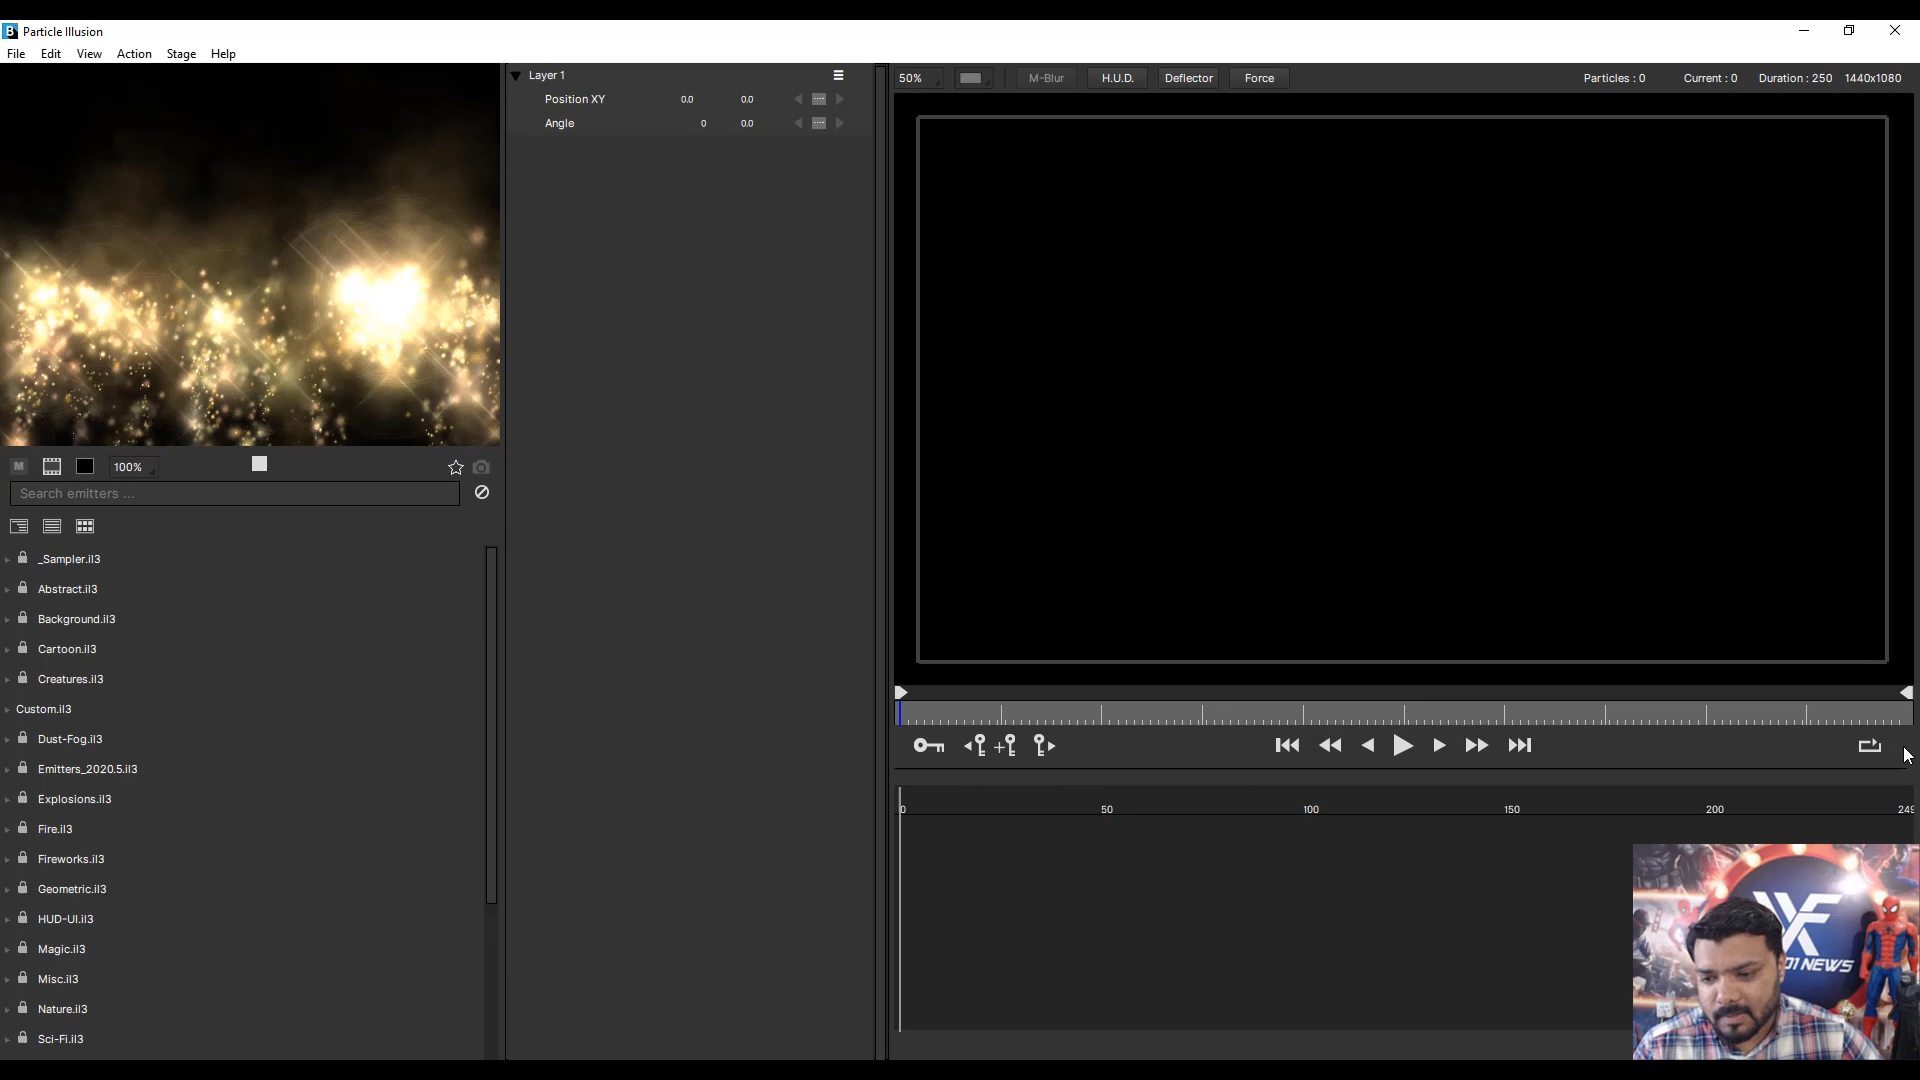 Particle Illusion
File Edit View Action Stage Help
Layer 1
Position XY 0.0 0.0
Angle 0 0.0
50% M-Blur H.U.D. Deflector Force Particles : 0 Current : 0 Duration : 250 1440x1080
M 100%
Search emitters ...
_Sampler.il3
Abstract.il3
Background.il3
Cartoon.il3
Creatures.il3
Custom.il3
Dust-Fog.il3
Emitters_2020.5.il3
Explosions.il3
Fire.il3
Fireworks.il3
Geometric.il3
HUD-UI.il3
Magic.il3
Misc.il3
Nature.il3
Sci-Fi.il3
0 50 100 150 200 249
01 NEWS